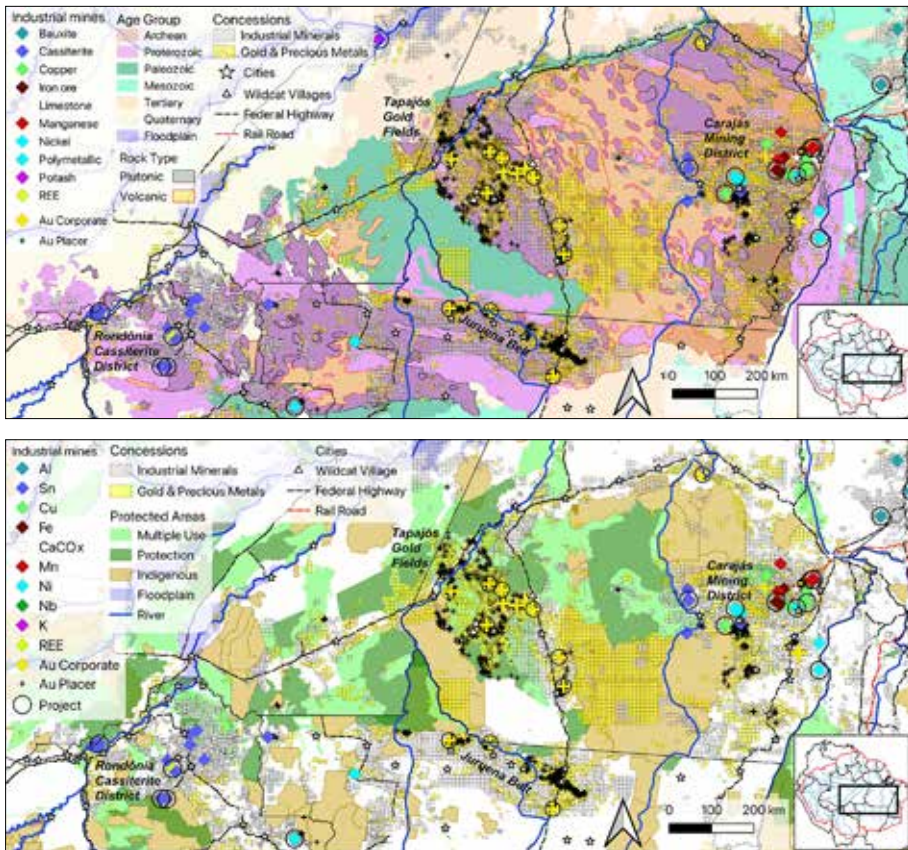 Industrial mines
Bauxite
Cassiterite
Copper
Iron ore
Limestone
Manganese
Nickel
Polymetallic
Potash
REE
Au Corporate
Au Placer
Age Group
Archean
Proterozoic
Paleozoic
Mesozoic
Tertiary
Quaternary
Floodplain
Rock Type
Plutonic
Volcanic
Concessions
Industrial Minerals
Gold & Precious Metals
Cities
Wildcat Villages
Federal Highway
Rail Road
Tapajós
Gold
Fields
Carajás
Mining
District
Rondônia
Cassiterite
District
Juruena Belt
100 200 km
Industrial mines
Al
Sn
Cu
Fe
CaCOx
Mn
Ni
Nb
K
REE
Au Corporate
Au Placer
Project
Concessions
Industrial Minerals
Gold & Precious Metals
Protected Areas
Multiple Use
Protection
Indigenous
Floodplain
River
Cities
Wildcat Village
Federal Highway
Rail Road
Tapajós
Gold
Fields
Carajás
Mining
District
Rondônia
Cassiterite
District
Juruena Belt
0 100 200 km